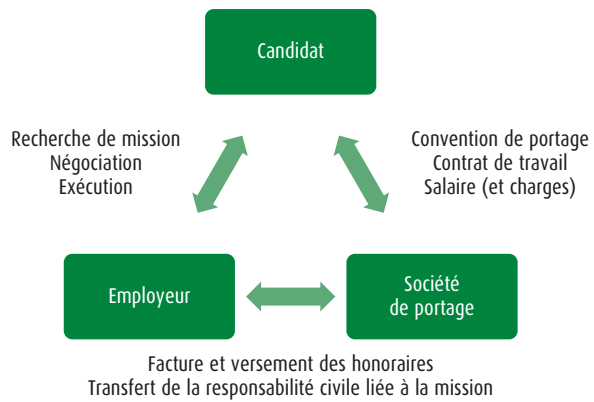 Candidat
Recherche de mission
Négociation
Exécution
Convention de portage
Contrat de travail
Salaire (et charges)
Employeur
Société
de portage
Facture et versement des honoraires
Transfert de la responsabilité civile liée à la mission